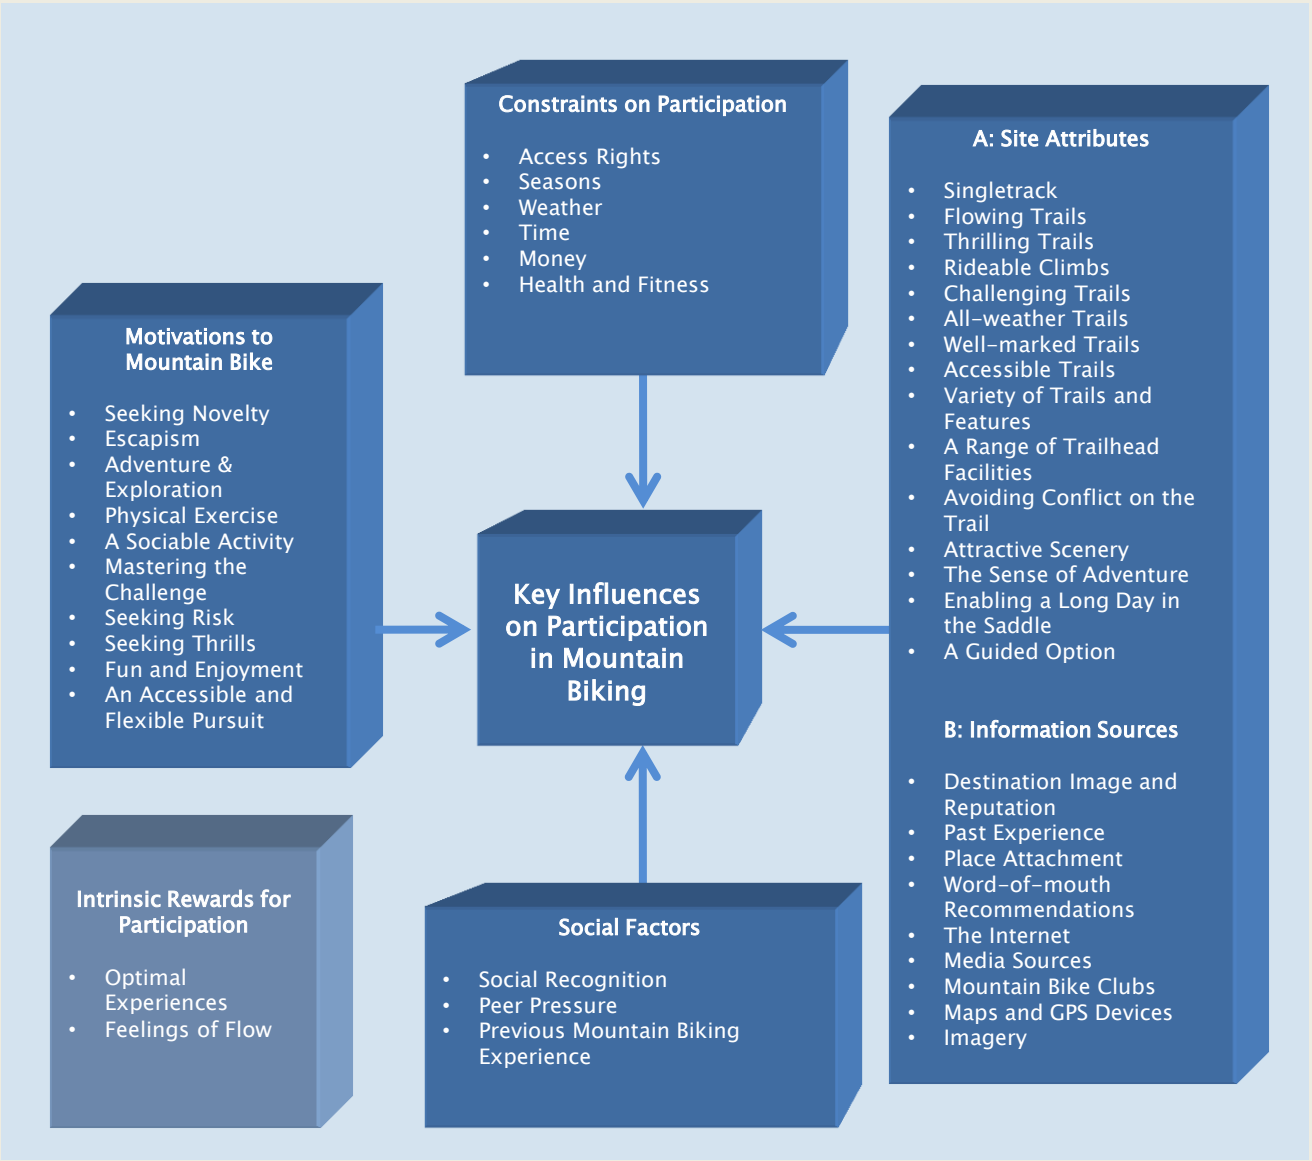 Constraints on Participation
• Access Rights
• Seasons
• Weather
• Time
• Money
• Health and Fitness
A: Site Attributes
• Singletrack
• Flowing Trails
• Thrilling Trails
• Rideable Climbs
• Challenging Trails
• All-weather Trails
• Well-marked Trails
• Accessible Trails
• Variety of Trails and
Features
• A Range of Trailhead
Facilities
• Avoiding Conflict on the
Trail
• Attractive Scenery
• The Sense of Adventure
• Enabling a Long Day in
the Saddle
• A Guided Option
B: Information Sources
• Destination Image and
Reputation
• Past Experience
• Place Attachment
• Word-of-mouth
Recommendations
• The Internet
• Media Sources
• Mountain Bike Clubs
• Maps and GPS Devices
• Imagery
Motivations to
Mountain Bike
• Seeking Novelty
• Escapism
• Adventure &
Exploration
• Physical Exercise
• A Sociable Activity
• Mastering the
Challenge
• Seeking Risk
• Seeking Thrills
• Fun and Enjoyment
• An Accessible and
Flexible Pursuit
Key Influences
on Participation
in Mountain
Biking
Intrinsic Rewards for
Participation
• Optimal
Experiences
• Feelings of Flow
Social Factors
• Social Recognition
• Peer Pressure
• Previous Mountain Biking
Experience